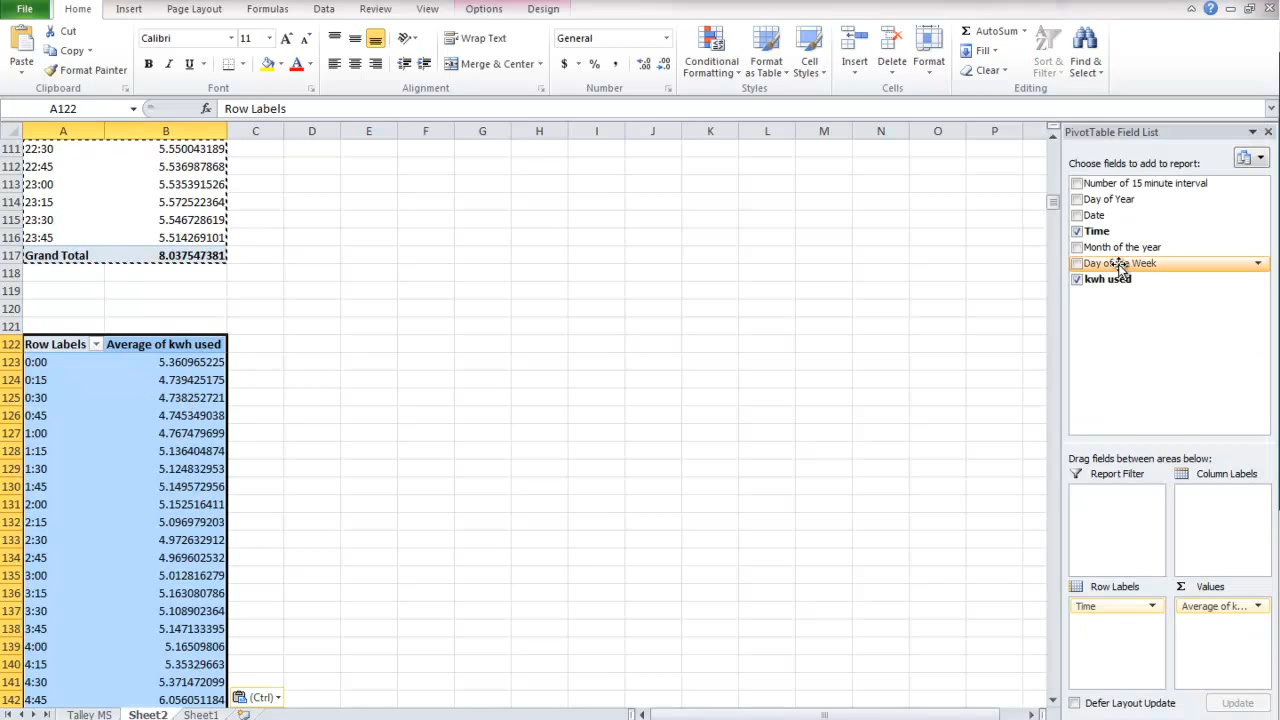 File Home Insert Page Layout Formulas Data Review View Options Design
Paste
Cut
Copy
Format Painter
Clipboard
Calibri 11 A A
B I U
Font
Wrap Text
Merge & Center
Alignment
General
$ % ,
Number
Conditional Formatting
Format as Table
Cell Styles
Styles
Insert Delete Format
Cells
AutoSum
Fill
Clear
Sort & Filter
Find & Select
Editing
A122 fx Row Labels
A B C D E F G H I J K L M N O P
111 22:30 5.550043189
112 22:45 5.536987868
113 23:00 5.535391526
114 23:15 5.572522364
115 23:30 5.546728619
116 23:45 5.514269101
117 Grand Total 8.037547381
118
119
120
121
122 Row Labels Average of kwh used
123 0:00 5.360965225
124 0:15 4.739425175
125 0:30 4.738252721
126 0:45 4.745349038
127 1:00 4.767479699
128 1:15 5.136404874
129 1:30 5.124832953
130 1:45 5.149572956
131 2:00 5.152516411
132 2:15 5.096979203
133 2:30 4.972632912
134 2:45 4.969602532
135 3:00 5.012816279
136 3:15 5.163080786
137 3:30 5.108902364
138 3:45 5.147133395
139 4:00 5.16509806
140 4:15 5.35329663
141 4:30 5.371472099
142 4:45 6.056051184
(Ctrl)
Talley MS Sheet2 Sheet1
PivotTable Field List
Choose fields to add to report:
Number of 15 minute interval
Day of Year
Date
Time
Month of the year
Day of the Week
kwh used
Drag fields between areas below:
Report Filter Column Labels
Row Labels Σ Values
Time Average of k...
Defer Layout Update Update